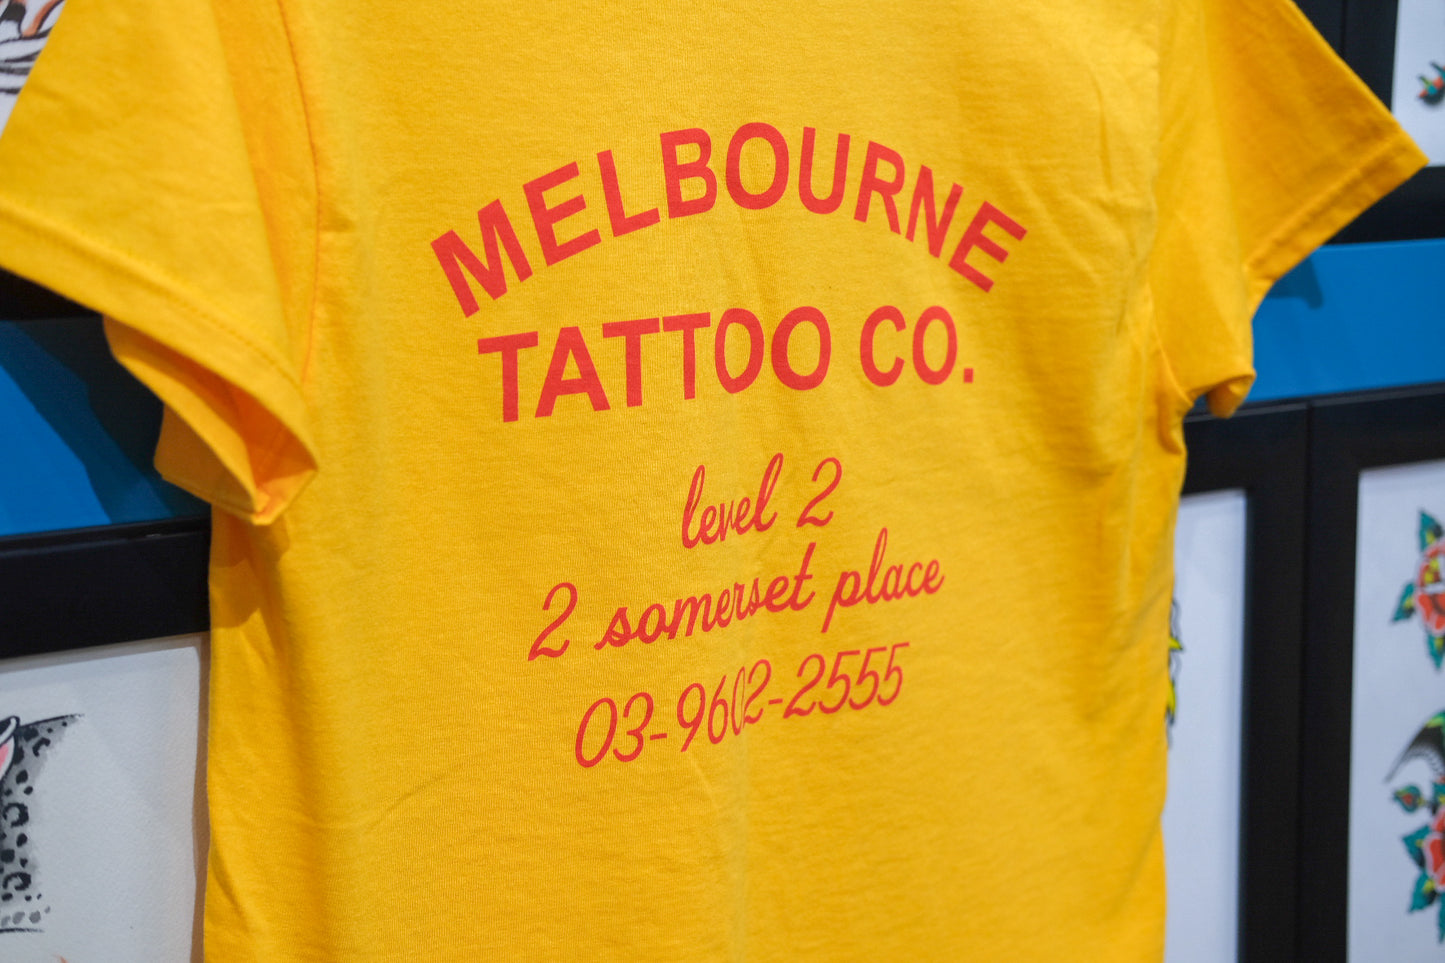 MELBOURNE
TATTOO CO.
level 2
2 somerset place
03-9602-2555